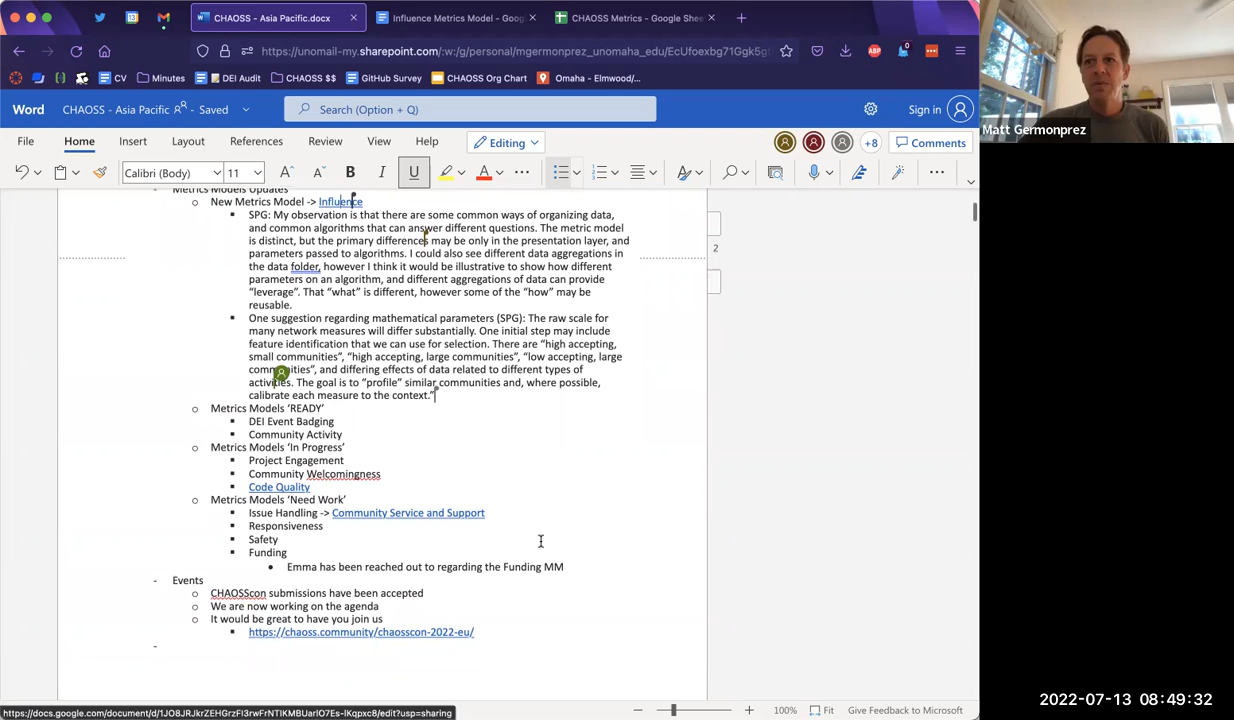 CHAOSS - Asia Pacific.docx
Influence Metrics Model - Goog
CHAOSS Metrics - Google Shee
https://unomail-my.sharepoint.com/:w:/g/personal/mgermonprez_unomaha_edu/EcUfoexbg71Ggk5g
ABP
0
CV
Minutes
DEI Audit
CHAOSS $$
GitHub Survey
CHAOSS Org Chart
Omaha - Elmwood/...
Word
CHAOSS - Asia Pacific
- Saved
Search (Option + Q)
Sign in
File
Home
Insert
Layout
References
Review
View
Help
Editing
+8
Comments
Calibri (Body)
11
A
A
B
I
U
A
Metrics Models Updates
New Metrics Model -> Influence
SPG: My observation is that there are some common ways of organizing data,
and common algorithms that can answer different questions. The metric model
is distinct, but the primary differences may be only in the presentation layer, and
parameters passed to algorithms. I could also see different data aggregations in
the data folder, however I think it would be illustrative to show how different
parameters on an algorithm, and different aggregations of data can provide
“leverage”. That “what” is different, however some of the “how” may be
reusable.
One suggestion regarding mathematical parameters (SPG): The raw scale for
many network measures will differ substantially. One initial step may include
feature identification that we can use for selection. There are “high accepting,
small communities”, “high accepting, large communities”, “low accepting, large
communities”, and differing effects of data related to different types of
activities. The goal is to “profile” similar communities and, where possible,
calibrate each measure to the context.”
Metrics Models ‘READY’
DEI Event Badging
Community Activity
Metrics Models ‘In Progress’
Project Engagement
Community Welcomingness
Code Quality
Metrics Models ‘Need Work’
Issue Handling -> Community Service and Support
Responsiveness
Safety
Funding
Emma has been reached out to regarding the Funding MM
- Events
CHAOSScon submissions have been accepted
We are now working on the agenda
It would be great to have you join us
https://chaoss.community/chaosscon-2022-eu/
-
2
100%
Fit
Give Feedback to Microsoft
Matt Germonprez
2022-07-13 08:49:32